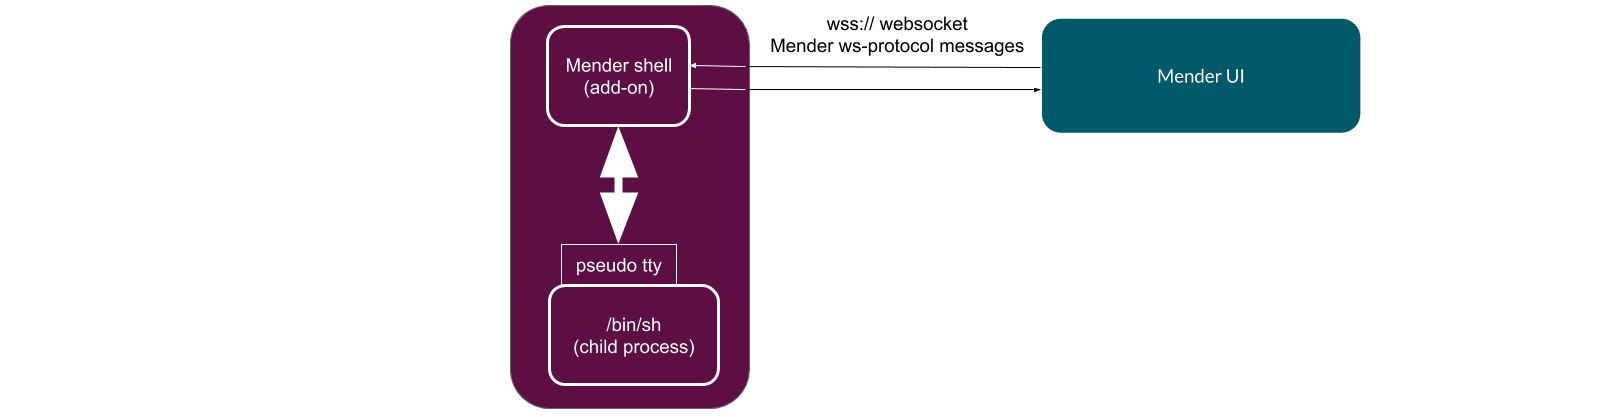 wss:// websocket
Mender ws-protocol messages
Mender shell
(add-on)
Mender UI
pseudo tty
/bin/sh
(child process)